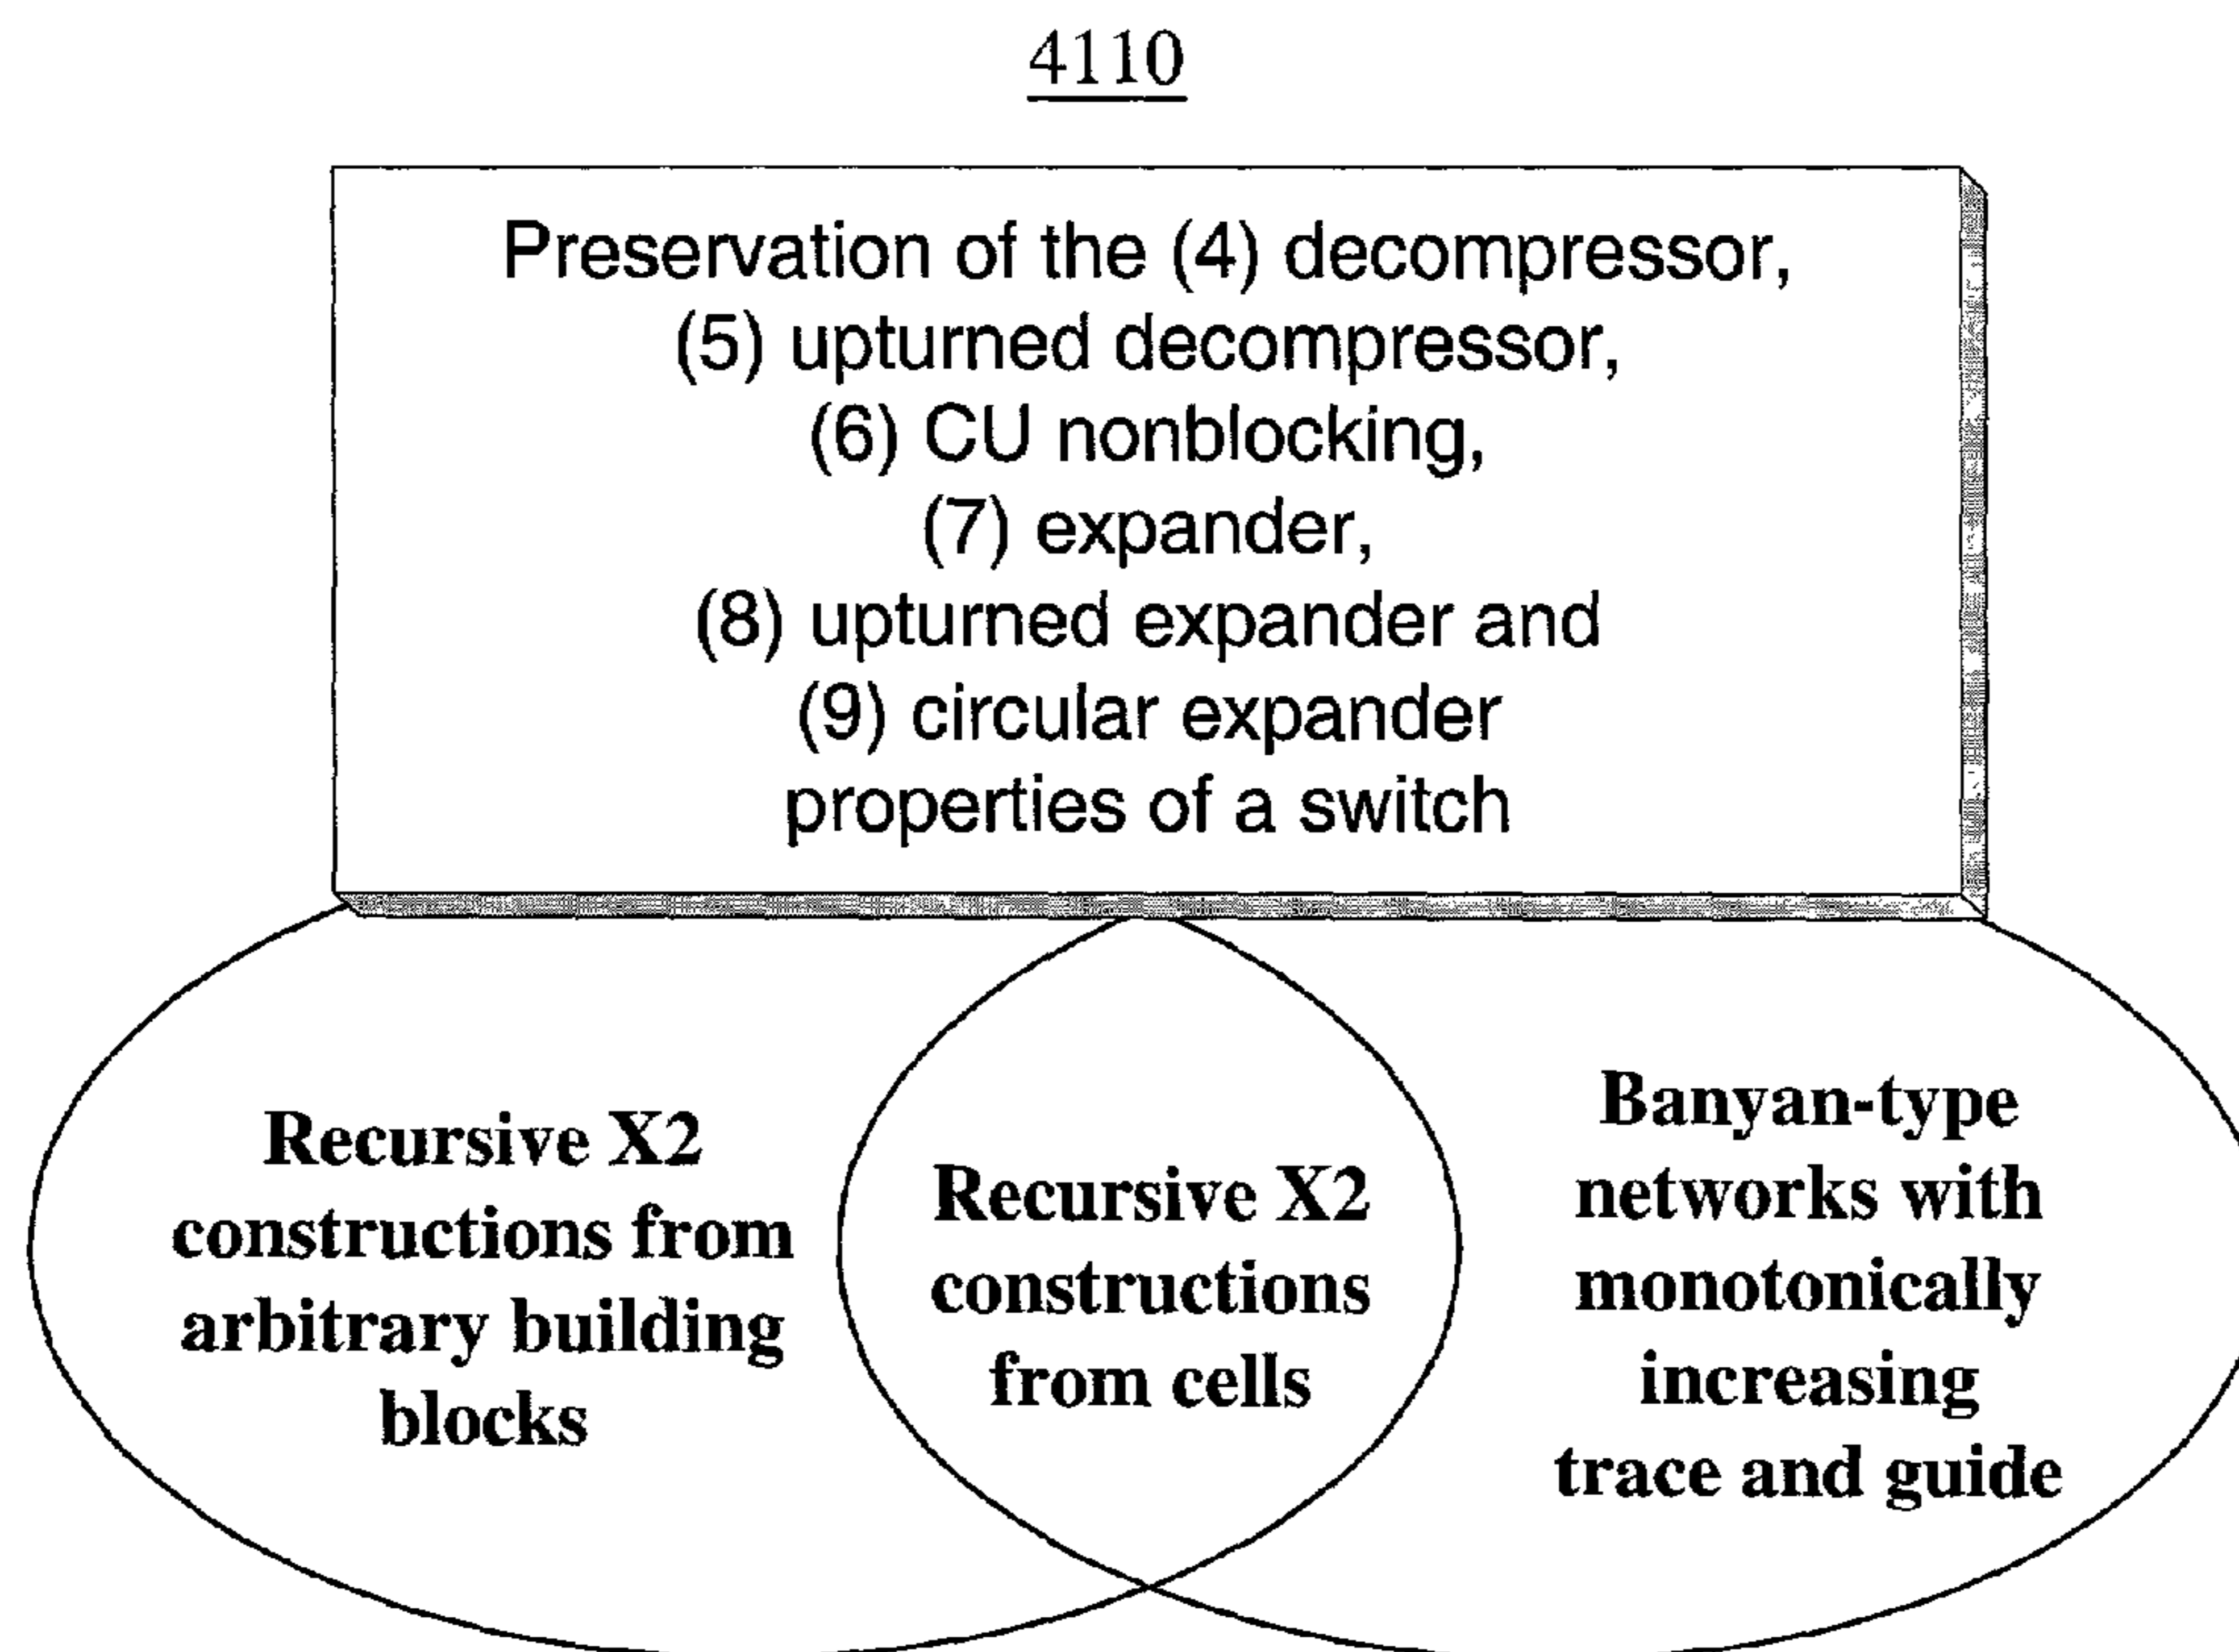 4110
Preservation of the (4) decompressor,
(5) upturned decompressor,
(6) CU nonblocking,
(7) expander,
(8) upturned expander and
(9) circular expander
properties of a switch
Recursive X2
constructions from
arbitrary building
blocks
Recursive X2
constructions
from cells
Banyan-type
networks with
monotonically
increasing
trace and guide